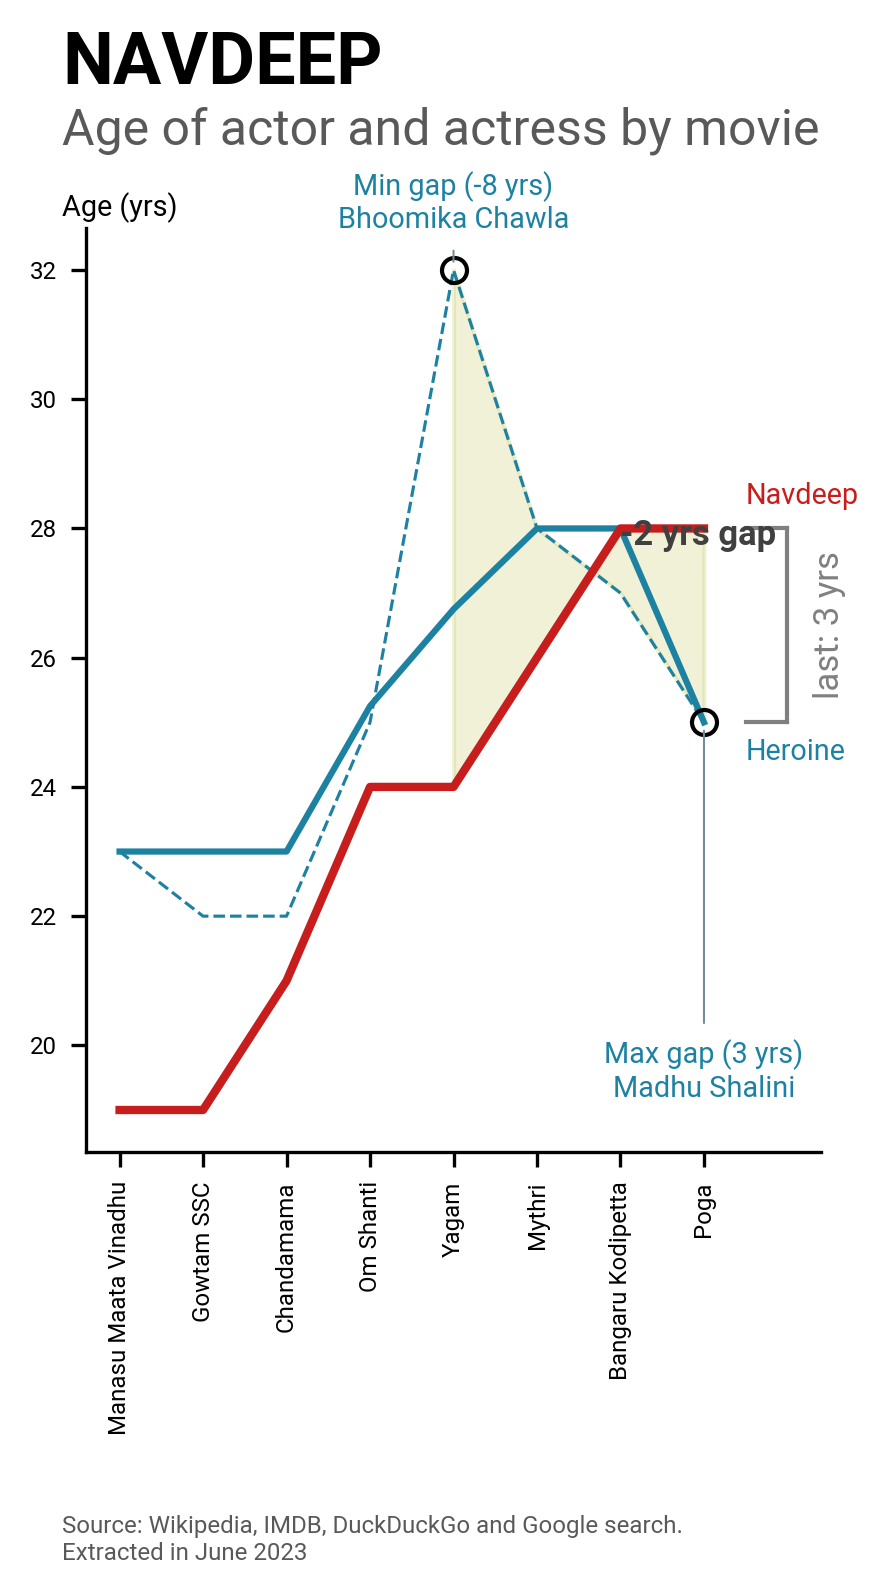 NAVDEEP
Age of actor and actress by movie
Min gap (-8 yrs)
Bhoomika Chawla
Age (yrs)
32
30
28
26
24
22
20
Navdeep
-2 yrs gap
last: 3 yrs
Heroine
Max gap (3 yrs)
Madhu Shalini
Manasu Maata Vinadhu
Gowtam SSC
Chandamama
Om Shanti
Yagam
Mythri
Bangaru Kodipetta
Poga
Source: Wikipedia, IMDB, DuckDuckGo and Google search.
Extracted in June 2023